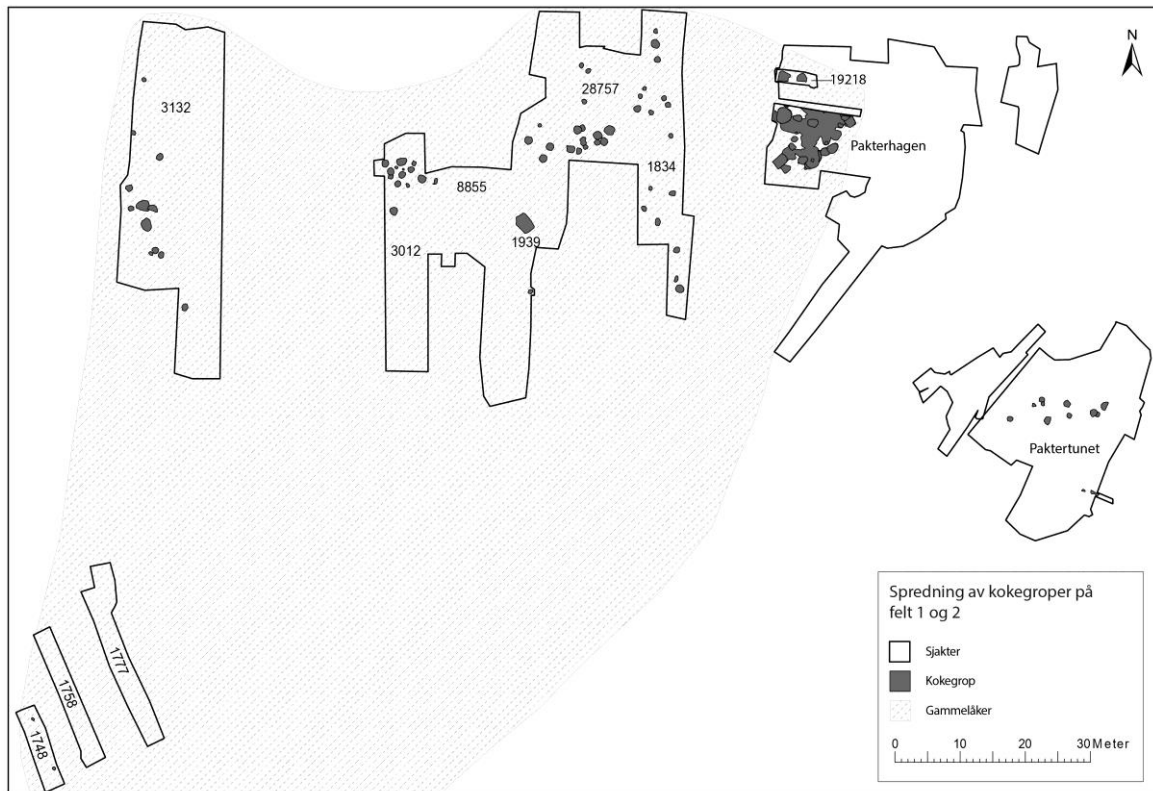 N
3132
28757
19218
Pakterhagen
8855
1834
3012
1939
Paktertunet
1777
1758
1748
Spredning av kokegroper på
felt 1 og 2
Sjakter
Kokegrop
Gammelåker
0 10 20 30 Meter